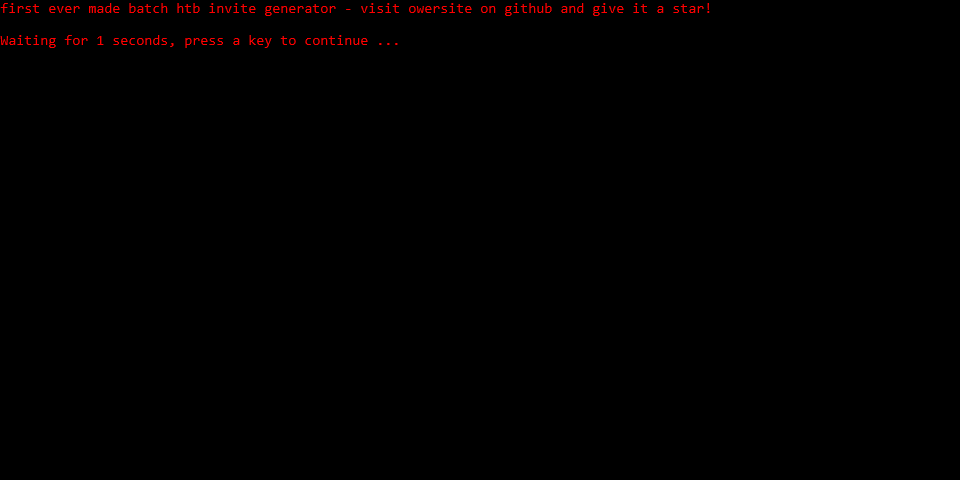 first ever made batch htb invite generator - visit owersite on github and give it a star!
Waiting for 1 seconds, press a key to continue ...